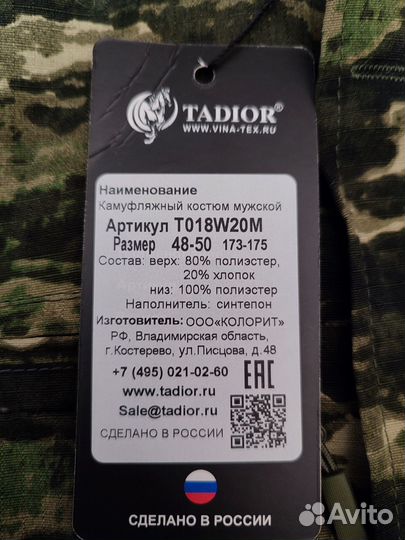 TADIOR®
WWW.VINA-TEX.RU
Наименование
Камуфляжный костюм мужской
Артикул T018W20M
Размер 48-50 173-175
Состав: верх: 80% полиэстер,
20% хлопок
низ: 100% полиэстер
Наполнитель: синтепон
Изготовитель: ООО«КОЛОРИТ»
РФ, Владимирская область,
г.Костерево, ул.Писцова, д.48
+7 (495) 021-02-60
www.tadior.ru
Sale@tadior.ru
СДЕЛАНО В РОССИИ
EAC
СДЕЛАНО В РОССИИ
Avito